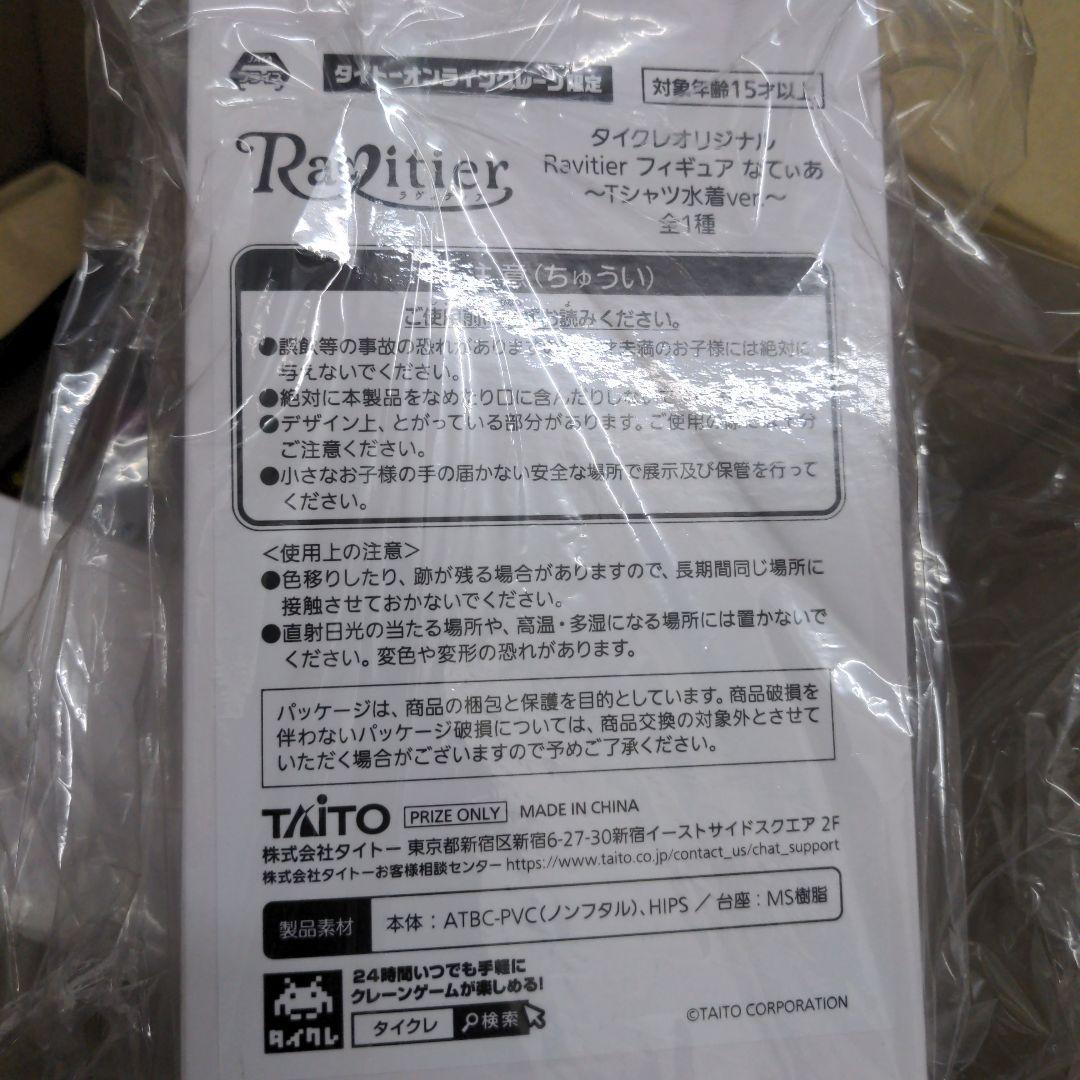 プライズ
タイトーオンラインクレーン限定
対象年齢15才以上
Ravitier
タイクレオリジナル
Ravitier フィギュア なてぃあ
～Tシャツ水着ver.～
全1種
注意(ちゅうい)
ご使用前に お読みください。
●誤飲等の事故の恐れがありま 未満のお子様には絶対に
与えないでください。
●絶対に本製品をなめたり口に含んだりしない
●デザイン上、とがっている部分があります。ご使用の際は十分
ご注意ください。
●小さなお子様の手の届かない安全な場所で展示及び保管を行って
ください。
＜使用上の注意＞
●色移りしたり、跡が残る場合がありますので、長期間同じ場所に
接触させておかないでください。
●直射日光の当たる場所や、高温・多湿になる場所には置かないで
ください。変色や変形の恐れがあります。
パッケージは、商品の梱包と保護を目的としています。商品破損を
伴わないパッケージ破損については、商品交換の対象外とさせて
いただく場合がございますので予めご了承ください。
TAiTO PRIZE ONLY MADE IN CHINA
株式会社タイトー 東京都新宿区新宿6-27-30新宿イーストサイドスクエア 2F
株式会社タイトーお客様相談センター https://www.taito.co.jp/contact_us/chat_support
製品素材 本体：ATBC-PVC(ノンフタル)、HIPS ／ 台座：MS樹脂
24時間いつでも手軽に
クレーンゲームが楽しめる!
タイクレ タイクレ 検索
©TAITO CORPORATION